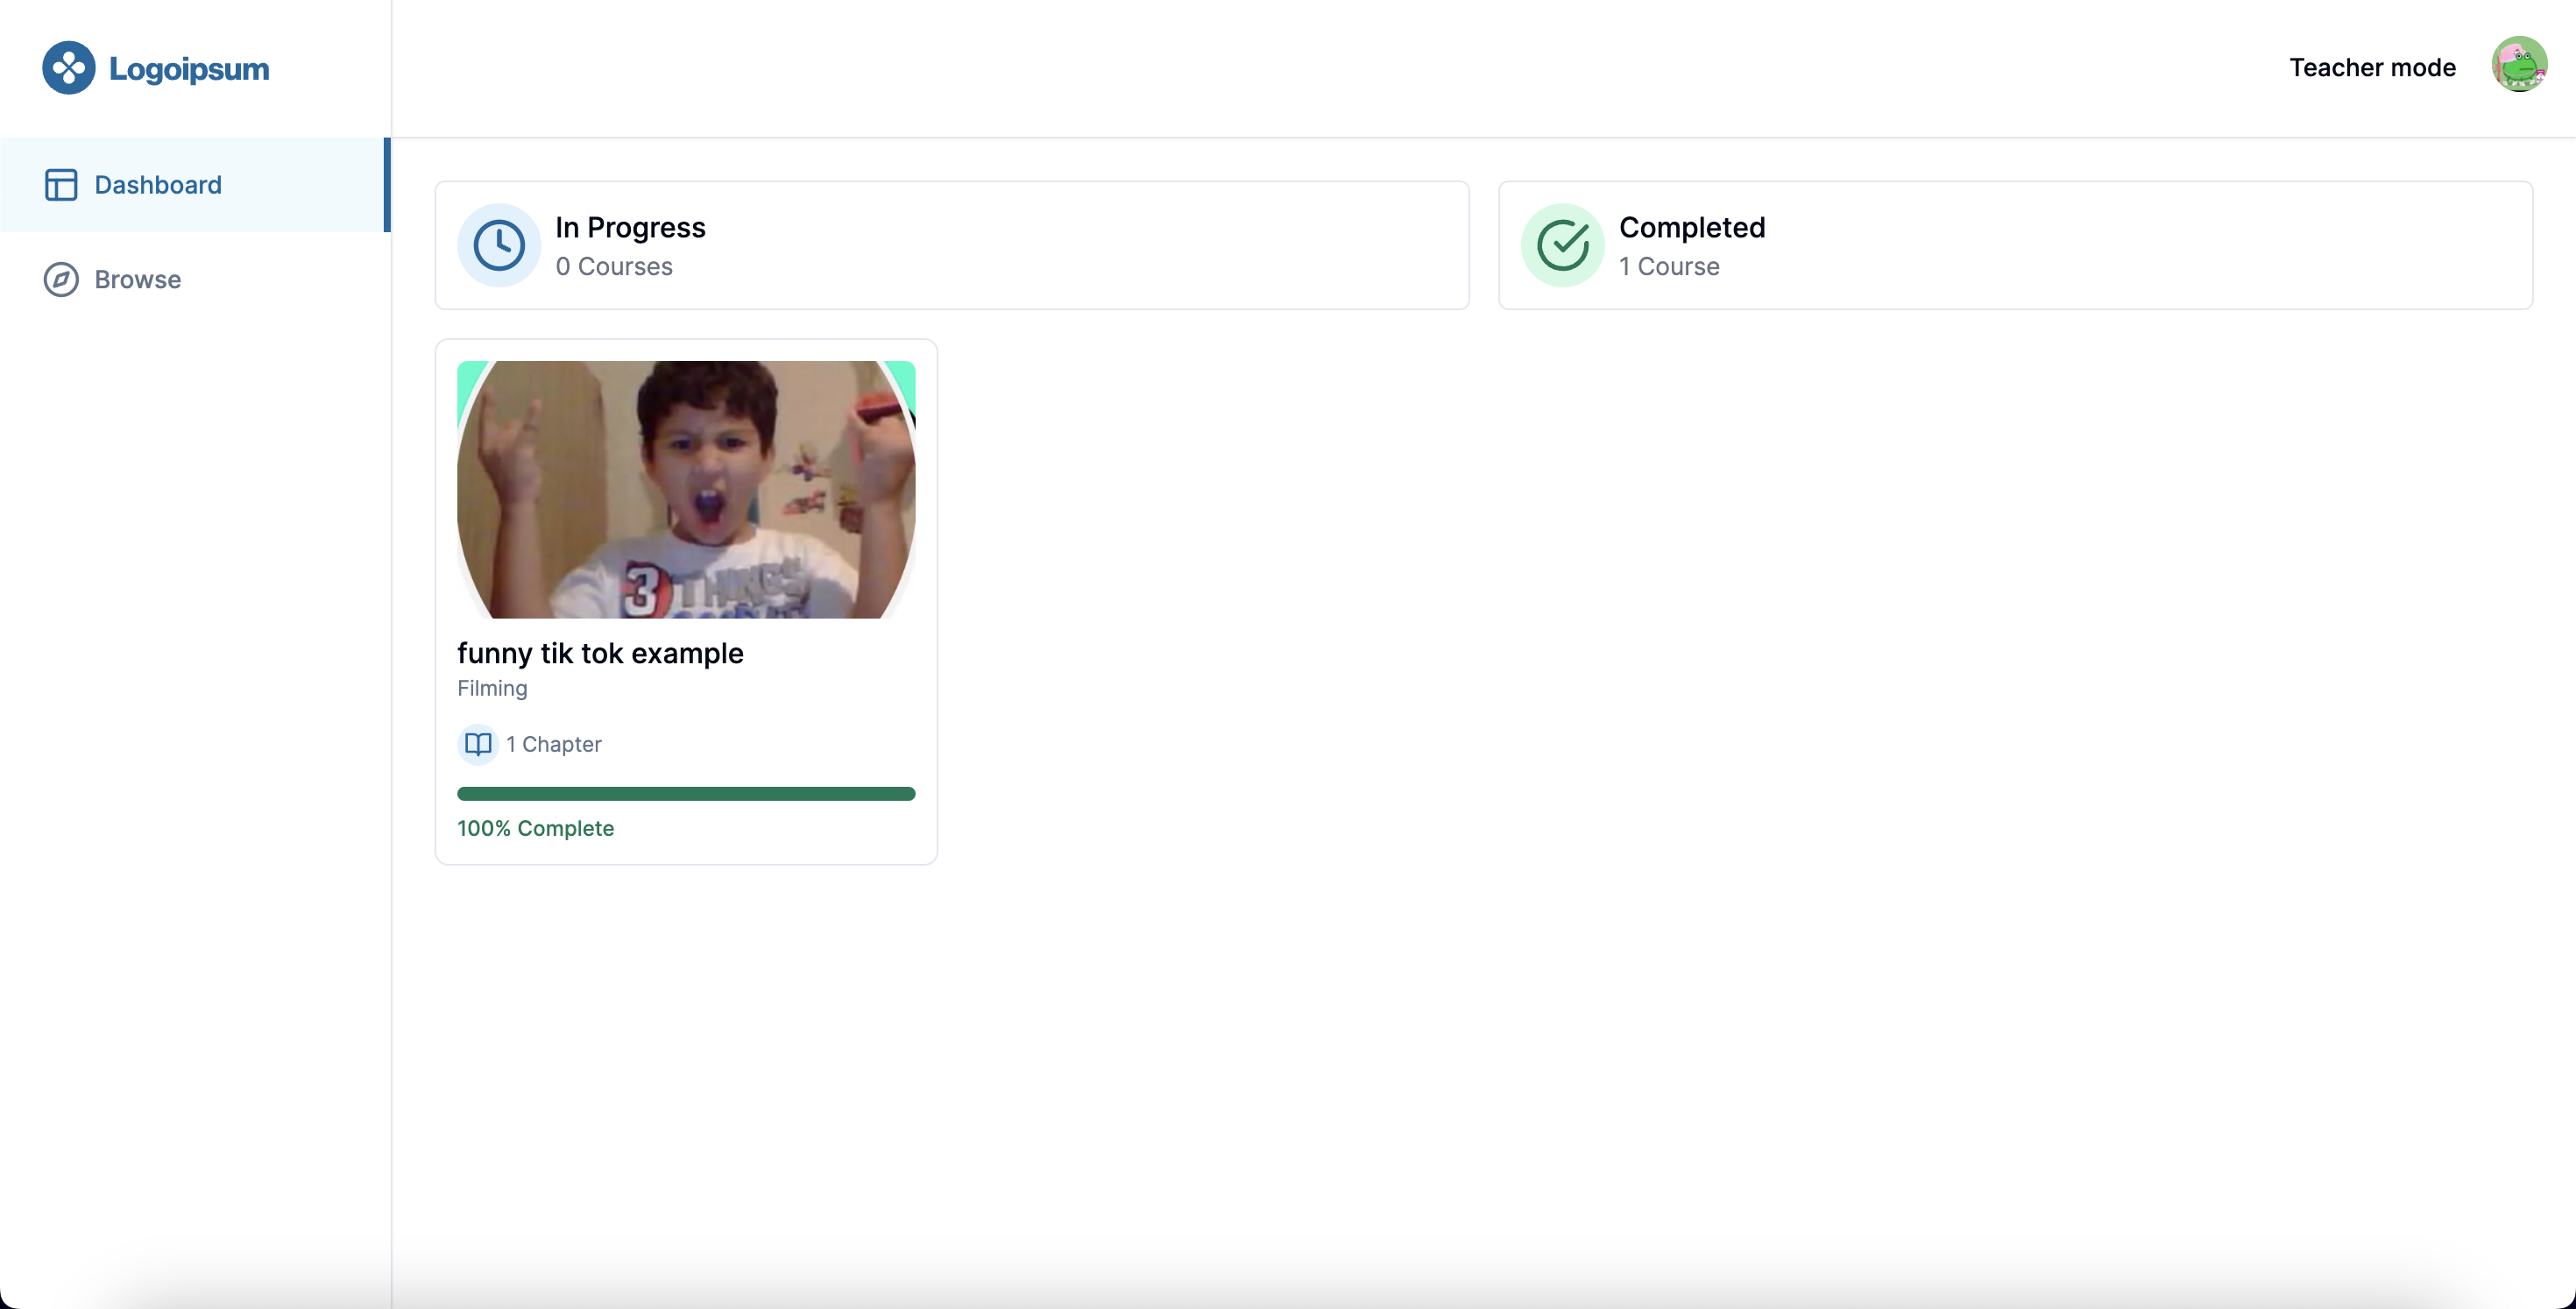 Logoipsum
Teacher mode
Dashboard
Browse
In Progress
0 Courses
Completed
1 Course
3 THINGS
funny tik tok example
Filming
1 Chapter
100% Complete